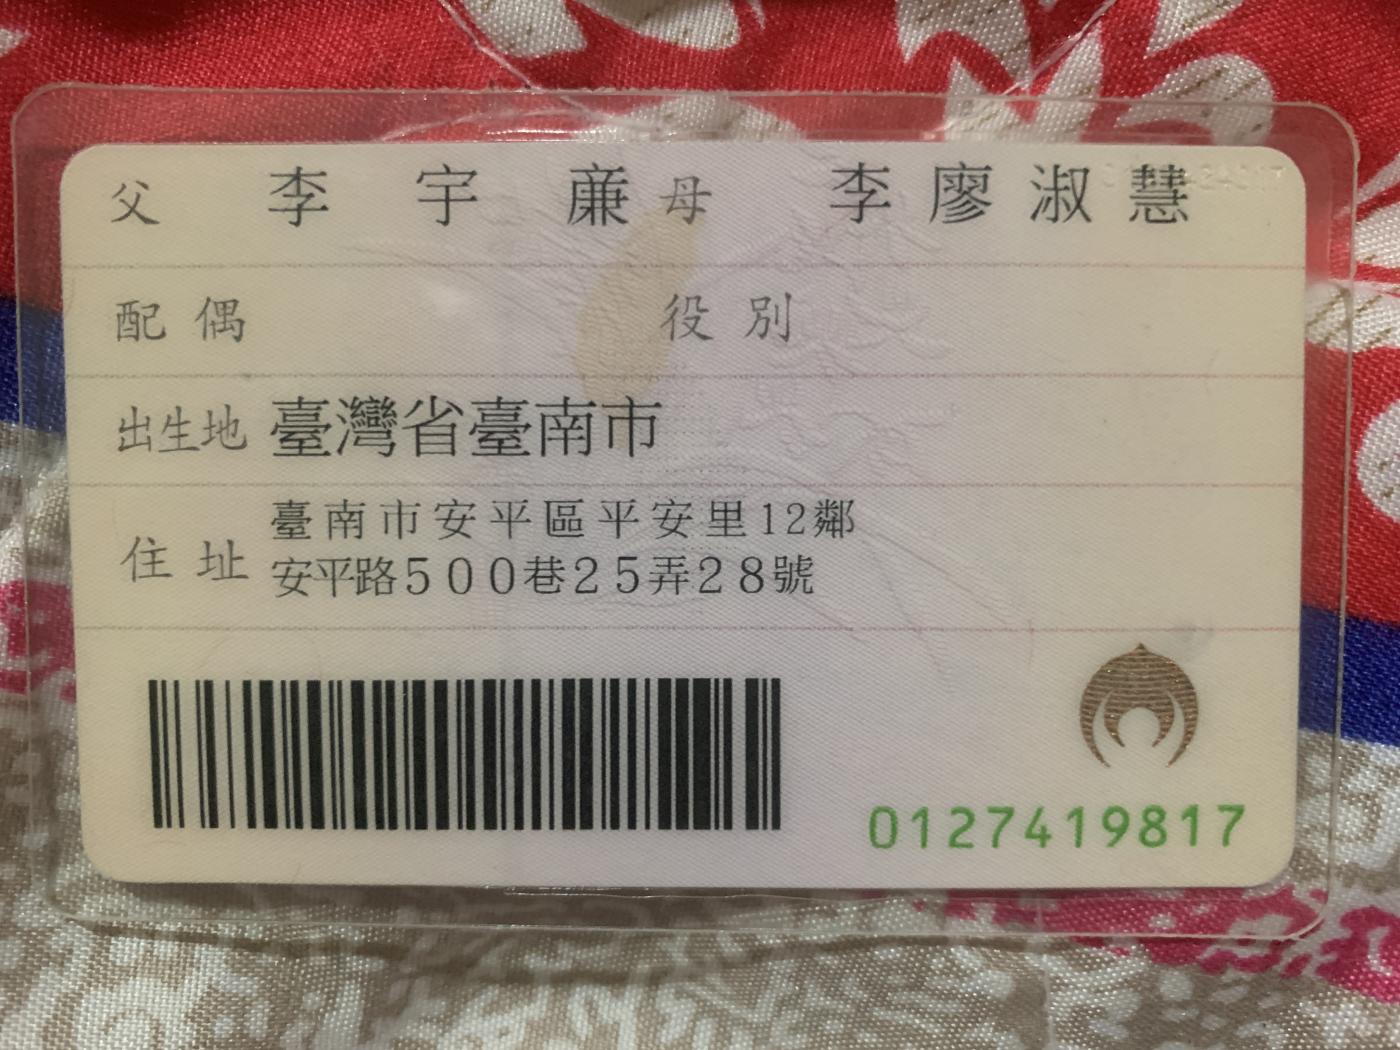 父 李宇蔴 母 李廖淑慧
配偶 役別
出生地 臺灣省臺南市
住址 臺南市安平區平安里12鄰
安平路500巷25弄28號
0127419817